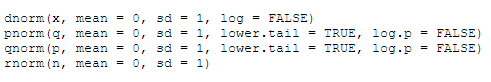 dnorm(x, mean = 0, sd = 1, log = FALSE)
pnorm(q, mean = 0, sd = 1, lower.tail = TRUE, log.p = FALSE)
qnorm(p, mean = 0, sd = 1, lower.tail = TRUE, log.p = FALSE)
rnorm(n, mean = 0, sd = 1)